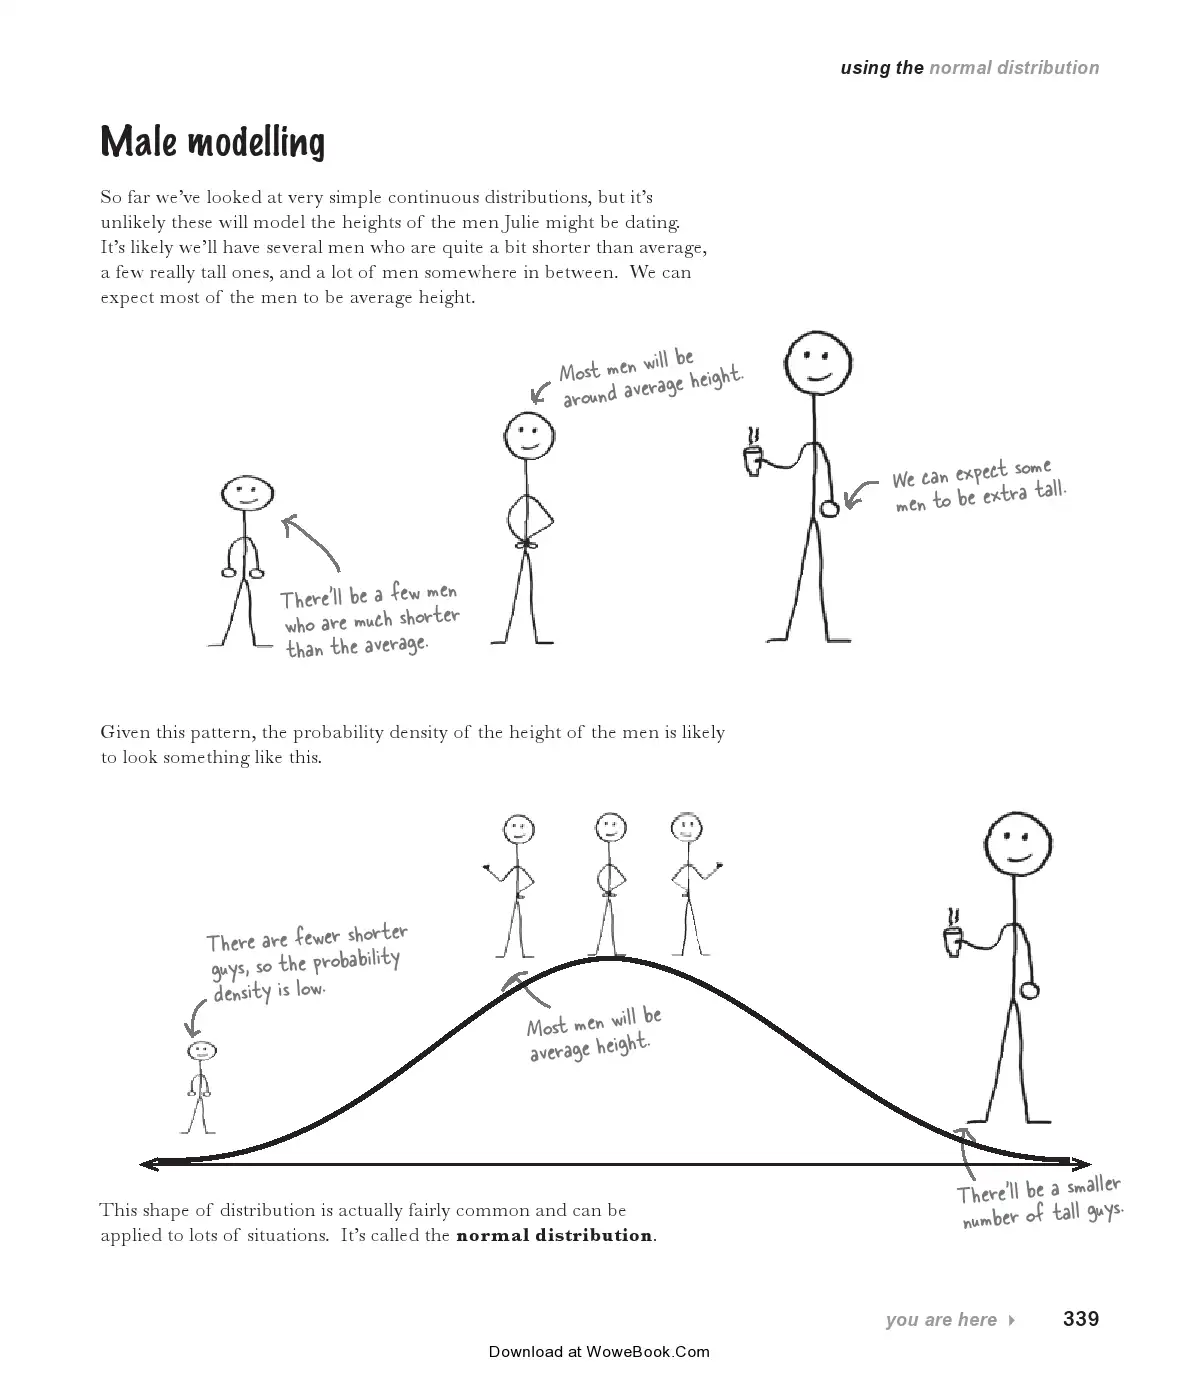 using the normal distribution
Male modelling
So far we've looked at very simple continuous distributions, but it's
unlikely these will model the heights of the men Julie might be dating.
It's likely we'll have several men who are quite a bit shorter than average,
a few really tall ones, and a lot of men somewhere in between. We can
expect most of the men to be average height.
Most men will be
around average height.
We can expect some
men to be extra tall.
There'll be a few men
who are much shorter
than the average.
Given this pattern, the probability density of the height of the men is likely
to look something like this.
There are fewer shorter
guys, so the probability
density is low.
Most men will be
average height.
There'll be a smaller
number of tall guys.
This shape of distribution is actually fairly common and can be
applied to lots of situations. It's called the normal distribution.
you are here
339
Download at WoweBook.Com